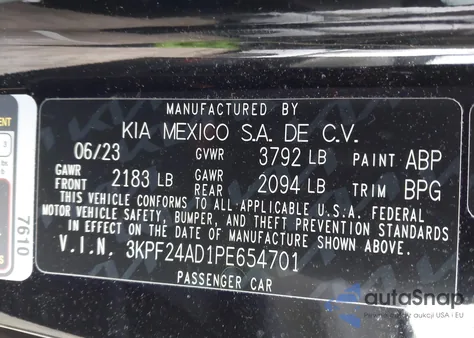 MANUFACTURED BY
KIA MEXICO S.A. DE C.V.
06/23 GVWR 3792 LB PAINT ABP
GAWR FRONT 2183 LB GAWR REAR 2094 LB TRIM BPG
THIS VEHICLE CONFORMS TO ALL APPLICABLE U.S.A. FEDERAL
MOTOR VEHICLE SAFETY, BUMPER, AND THEFT PREVENTION STANDARDS
IN EFFECT ON THE DATE OF MANUFACTURE SHOWN ABOVE.
V.I.N. 3KPF24AD1PE654701
PASSENGER CAR
7610
autoSnap